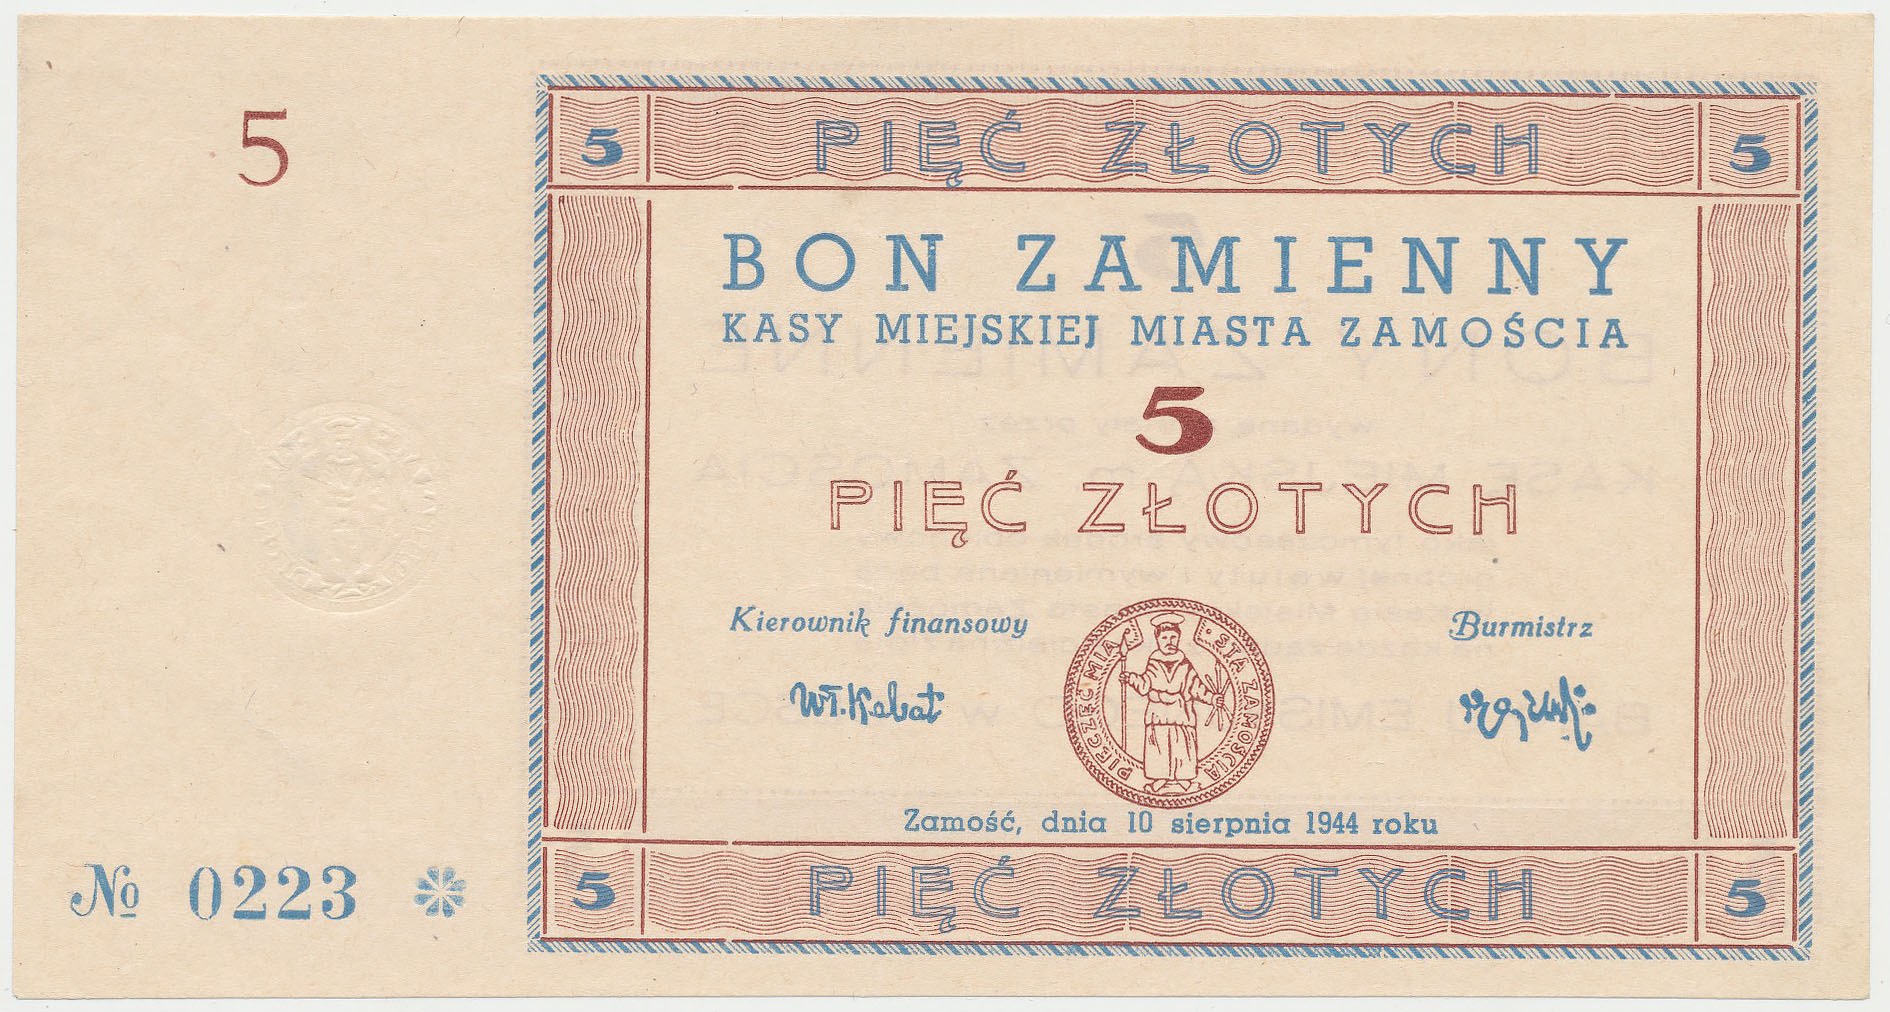 5
5 PIĘĆ ZŁOTYCH 5
BON ZAMIENNY
KASY MIEJSKIEJ MIASTA ZAMOŚCIA
5
PIĘĆ ZŁOTYCH
Kierownik finansowy
Burmistrz
Wł. Kabat
PIECZĘĆ MIASTA ZAMOŚCIA
Zamość, dnia 10 sierpnia 1944 roku
№ 0223
5 PIĘĆ ZŁOTYCH 5